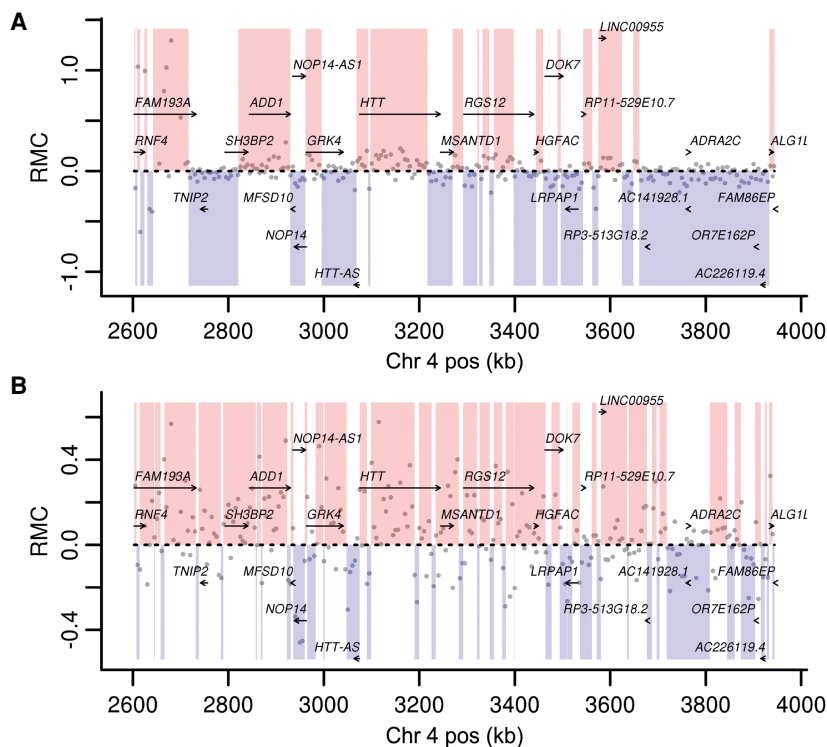 A
LINC00955
1.0
NOP14-AS1
DOK7
FAM193A
ADD1
HTT
RGS12
RP11-529E10.7
RNF4
SH3BP2
GRK4
MSANTD1
HGFAC
ADRA2C
ALG1L
RMC
0.0
TNIP2
MFSD10
LRPAP1
AC141928.1
FAM86EP
NOP14
RP3-513G18.2
OR7E162P
-1.0
HTT-AS
AC226119.4
2600 2800 3000 3200 3400 3600 3800 4000
Chr 4 pos (kb)
B
LINC00955
0.4
NOP14-AS1
DOK7
FAM193A
ADD1
HTT
RGS12
RP11-529E10.7
RNF4
SH3BP2
GRK4
MSANTD1
HGFAC
ADRA2C
ALG1L
RMC
0.0
TNIP2
MFSD10
LRPAP1
AC141928.1
FAM86EP
NOP14
RP3-513G18.2
OR7E162P
-0.4
HTT-AS
AC226119.4
2600 2800 3000 3200 3400 3600 3800 4000
Chr 4 pos (kb)